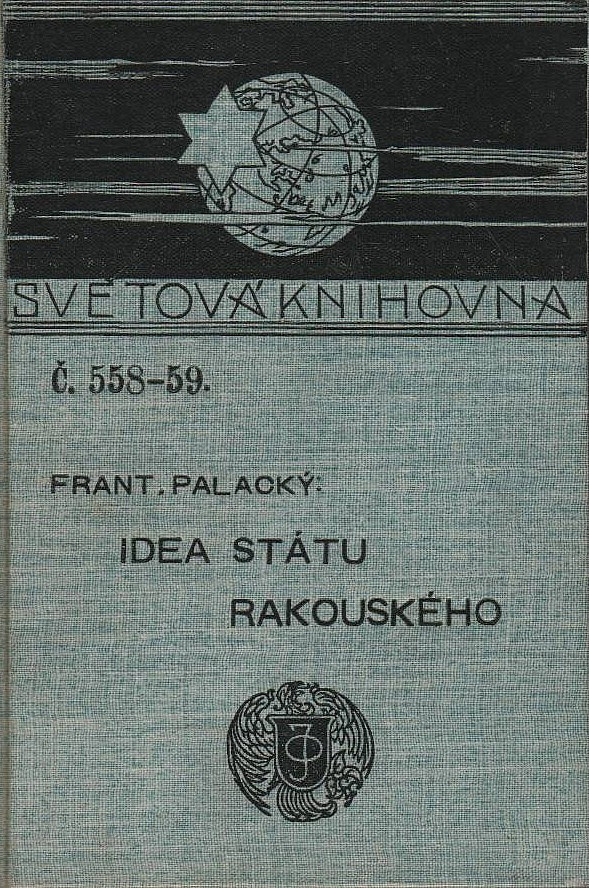 SVĚTOVÁ KNIHOVNA
Č. 558-59.
FRANT. PALACKÝ:
IDEA STÁTU
RAKOUSKÉHO